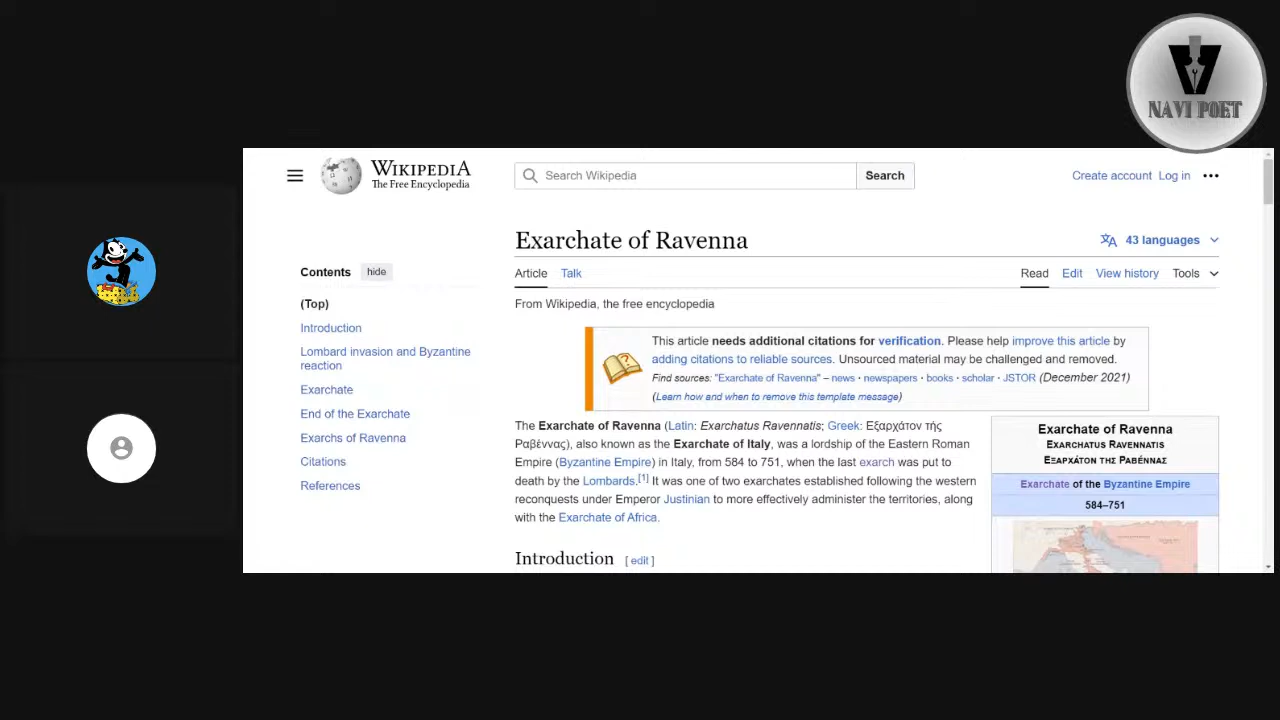 NAVI POET
WIKIPEDIA
The Free Encyclopedia
Search Wikipedia
Search
Create account Log in
Exarchate of Ravenna
43 languages
Contents hide
Article Talk
Read Edit View history Tools
(Top)
From Wikipedia, the free encyclopedia
Introduction
Lombard invasion and Byzantine
reaction
Exarchate
End of the Exarchate
Exarchs of Ravenna
Citations
References
This article needs additional citations for verification. Please help improve this article by
adding citations to reliable sources. Unsourced material may be challenged and removed.
Find sources: "Exarchate of Ravenna" – news · newspapers · books · scholar · JSTOR (December 2021)
(Learn how and when to remove this template message)
The Exarchate of Ravenna (Latin: Exarchatus Ravennatis; Greek: Εξαρχάτον τής
Ραβέννας), also known as the Exarchate of Italy, was a lordship of the Eastern Roman
Empire (Byzantine Empire) in Italy, from 584 to 751, when the last exarch was put to
death by the Lombards.[1] It was one of two exarchates established following the western
reconquests under Emperor Justinian to more effectively administer the territories, along
with the Exarchate of Africa.
Introduction [ edit ]
Exarchate of Ravenna
EXARCHATUS RAVENNATIS
ΕΞΑΡΧΆΤΟΝ ΤΗΣ ΡΑΒΈΝΝΑΣ
Exarchate of the Byzantine Empire
584–751